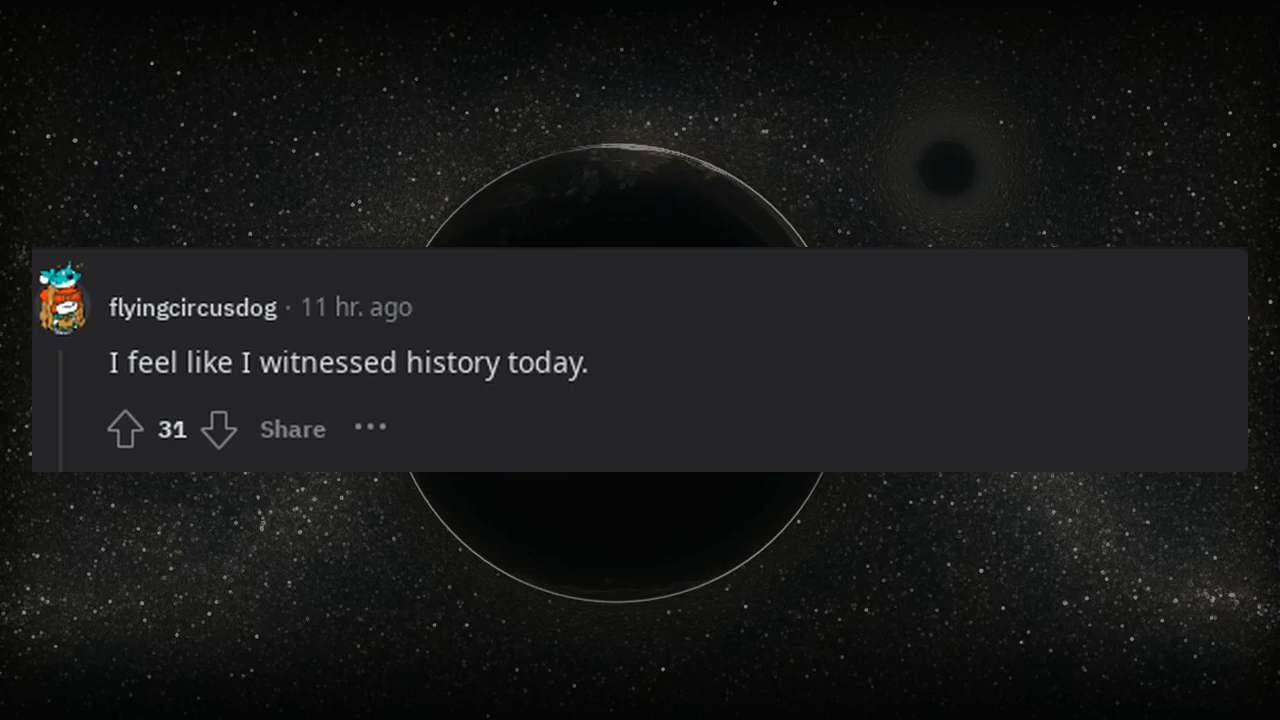 flyingcircusdog · 11 hr. ago
I feel like I witnessed history today.
31 Share •••